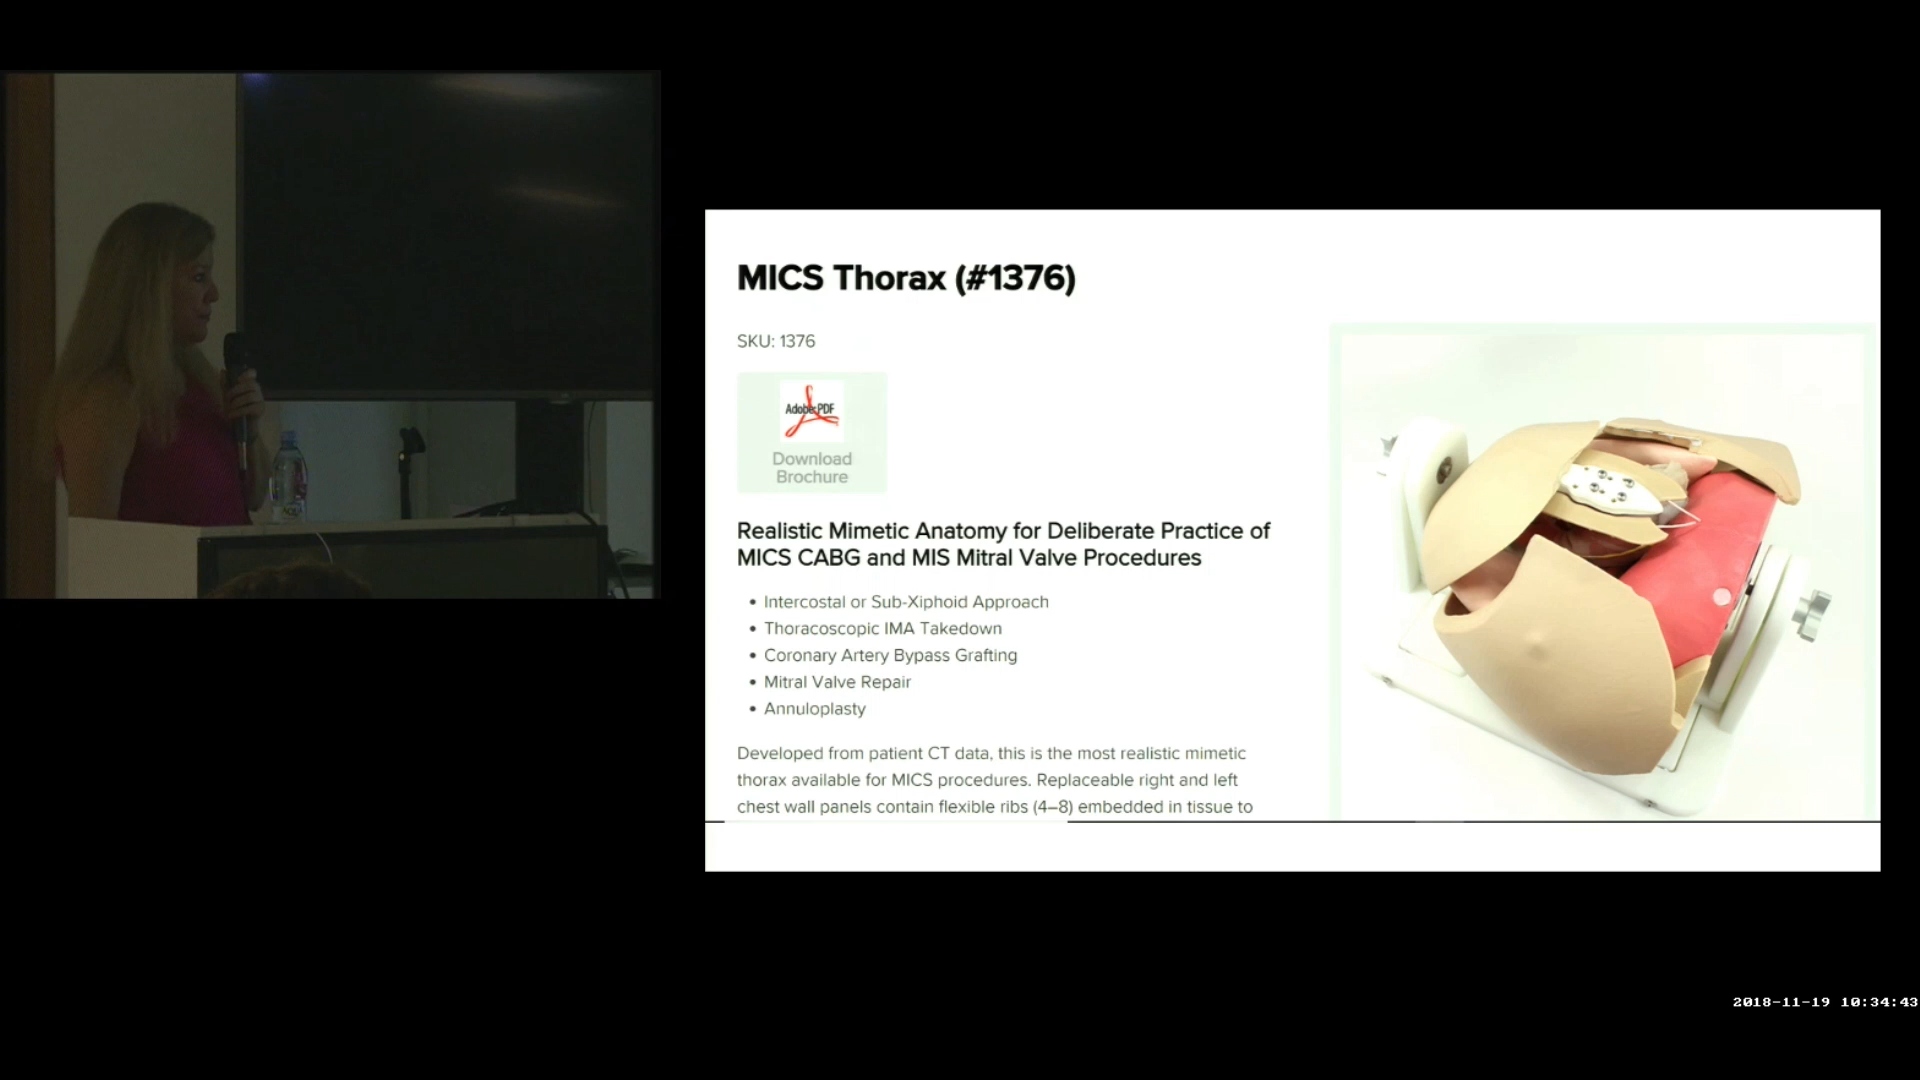 MICS Thorax (#1376)
SKU: 1376
Adobe PDF
Download
Brochure
Realistic Mimetic Anatomy for Deliberate Practice of
MICS CABG and MIS Mitral Valve Procedures
• Intercostal or Sub-Xiphoid Approach
• Thoracoscopic IMA Takedown
• Coronary Artery Bypass Grafting
• Mitral Valve Repair
• Annuloplasty
Developed from patient CT data, this is the most realistic mimetic
thorax available for MICS procedures. Replaceable right and left
chest wall panels contain flexible ribs (4–8) embedded in tissue to
2018-11-19 10:34:43